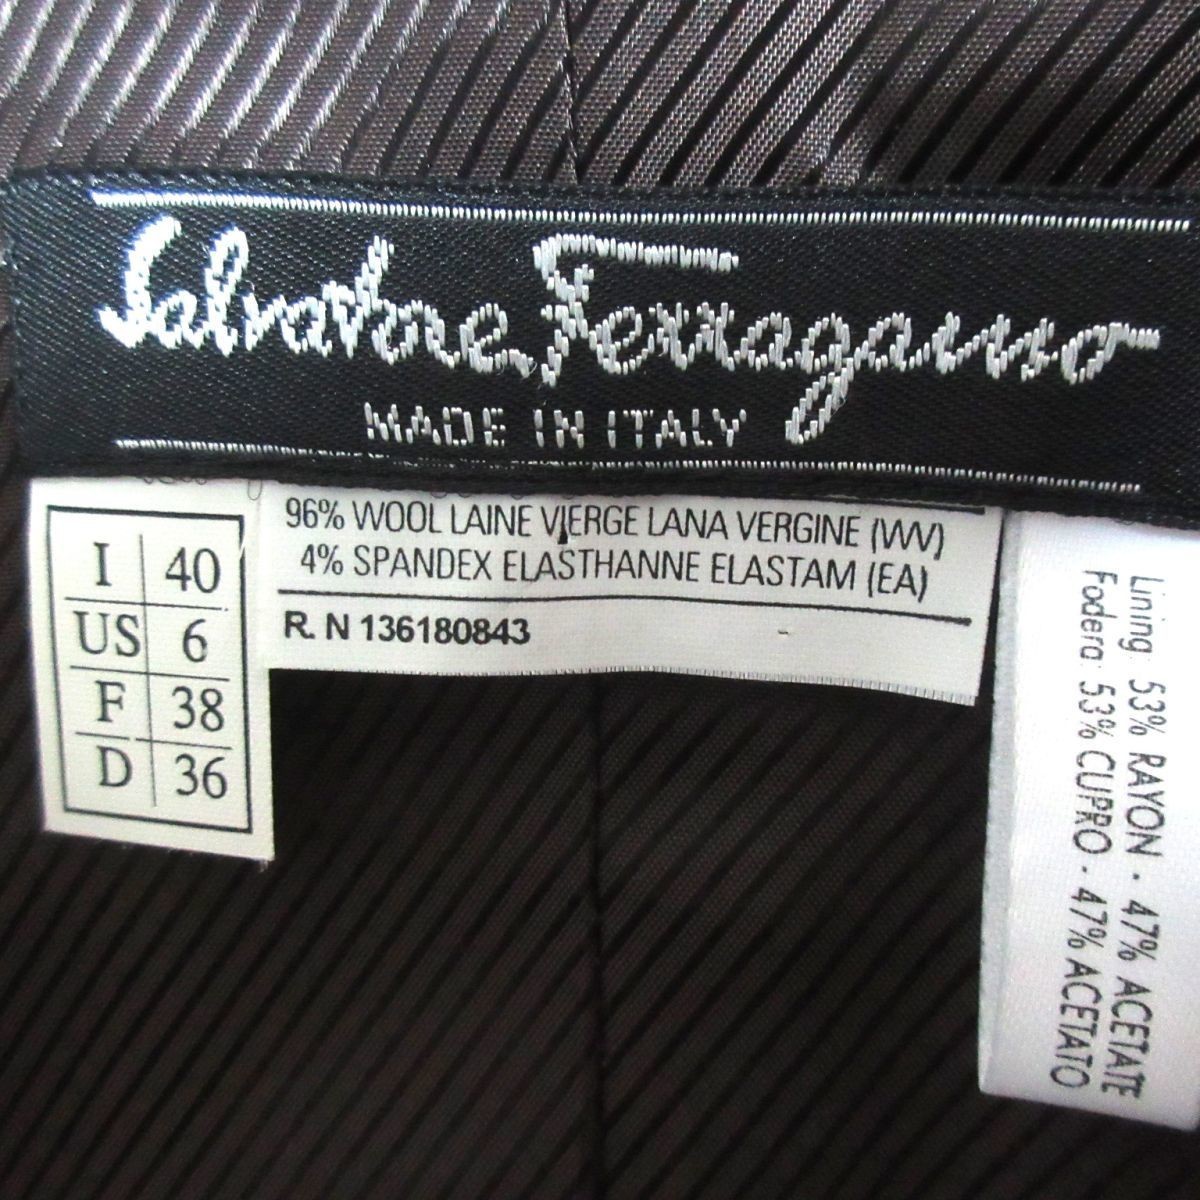 Salvatore Ferragamo
MADE IN ITALY
I 40
US 6
F 38
D 36
96% WOOL LAINE VIERGE LANA VERGINE (WV)
4% SPANDEX ELASTHANNE ELASTAM (EA)
R. N 136180843
Lining: 53% RAYON - 47% ACETATE
Fodera: 53% CUPRO - 47% ACETATO